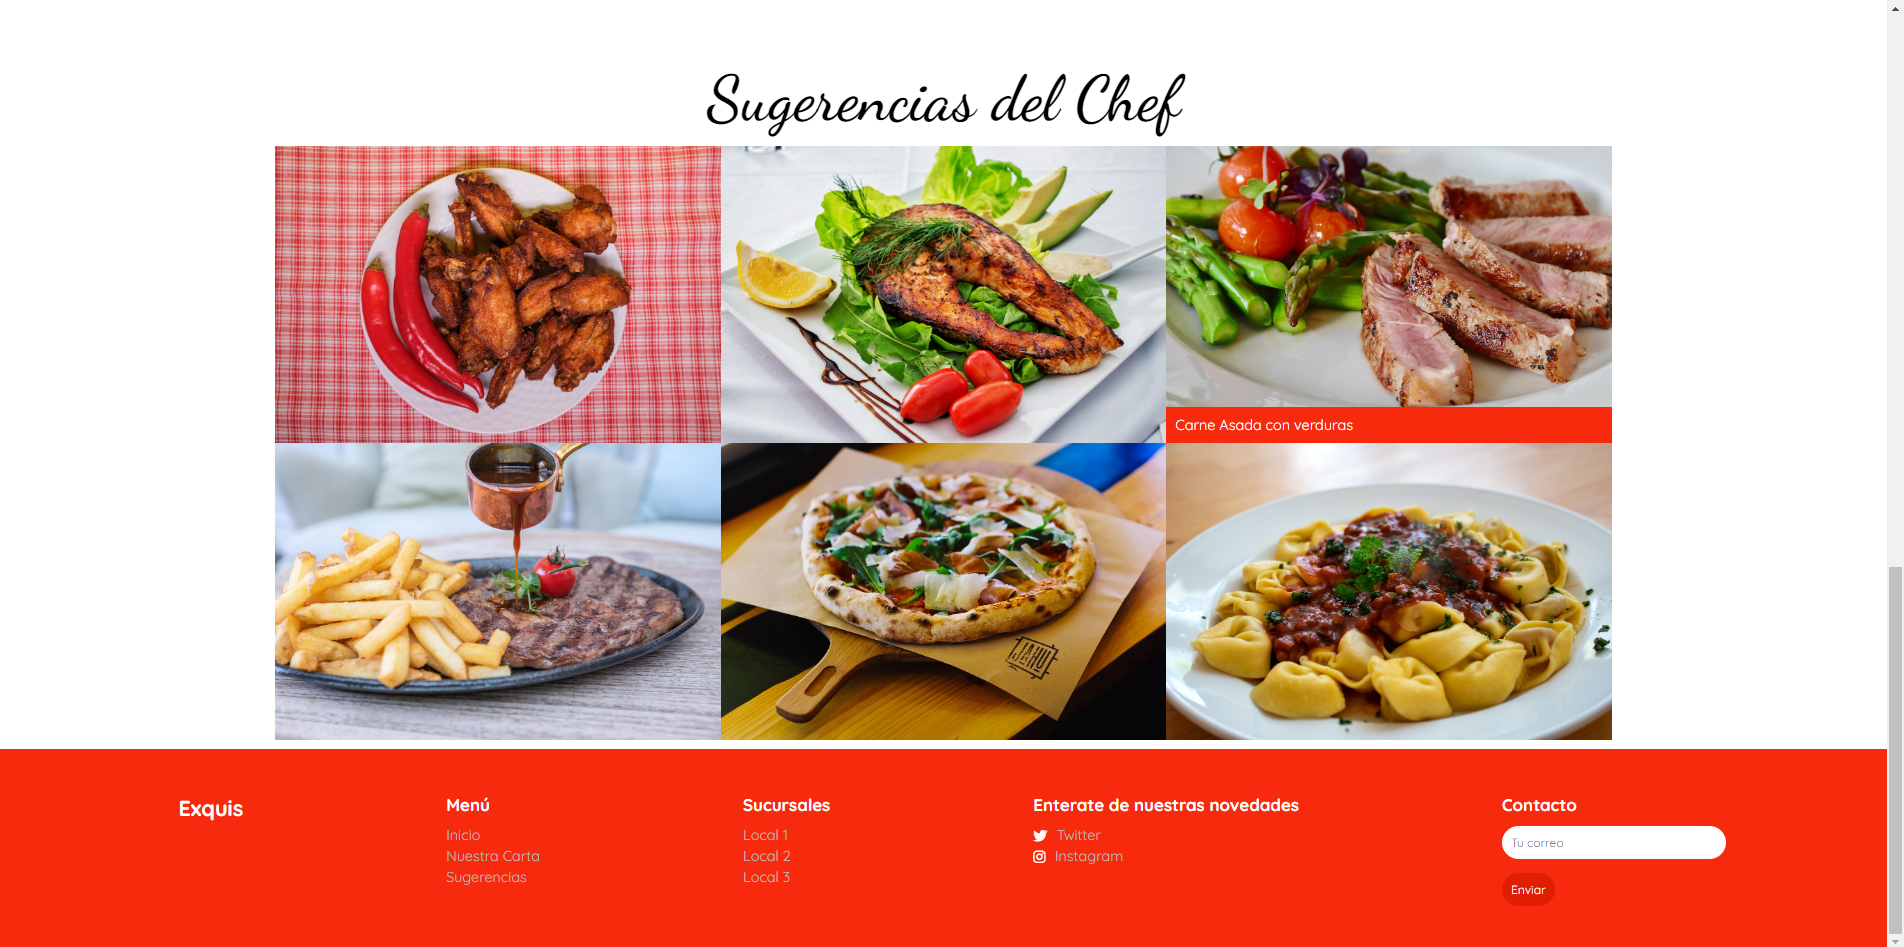 Sugerencias del Chef
Carne Asada con verduras
Exquis
Menú
Inicio
Nuestra Carta
Sugerencias
Sucursales
Local 1
Local 2
Local 3
Enterate de nuestras novedades
Twitter
Instagram
Contacto
Tu correo
Enviar